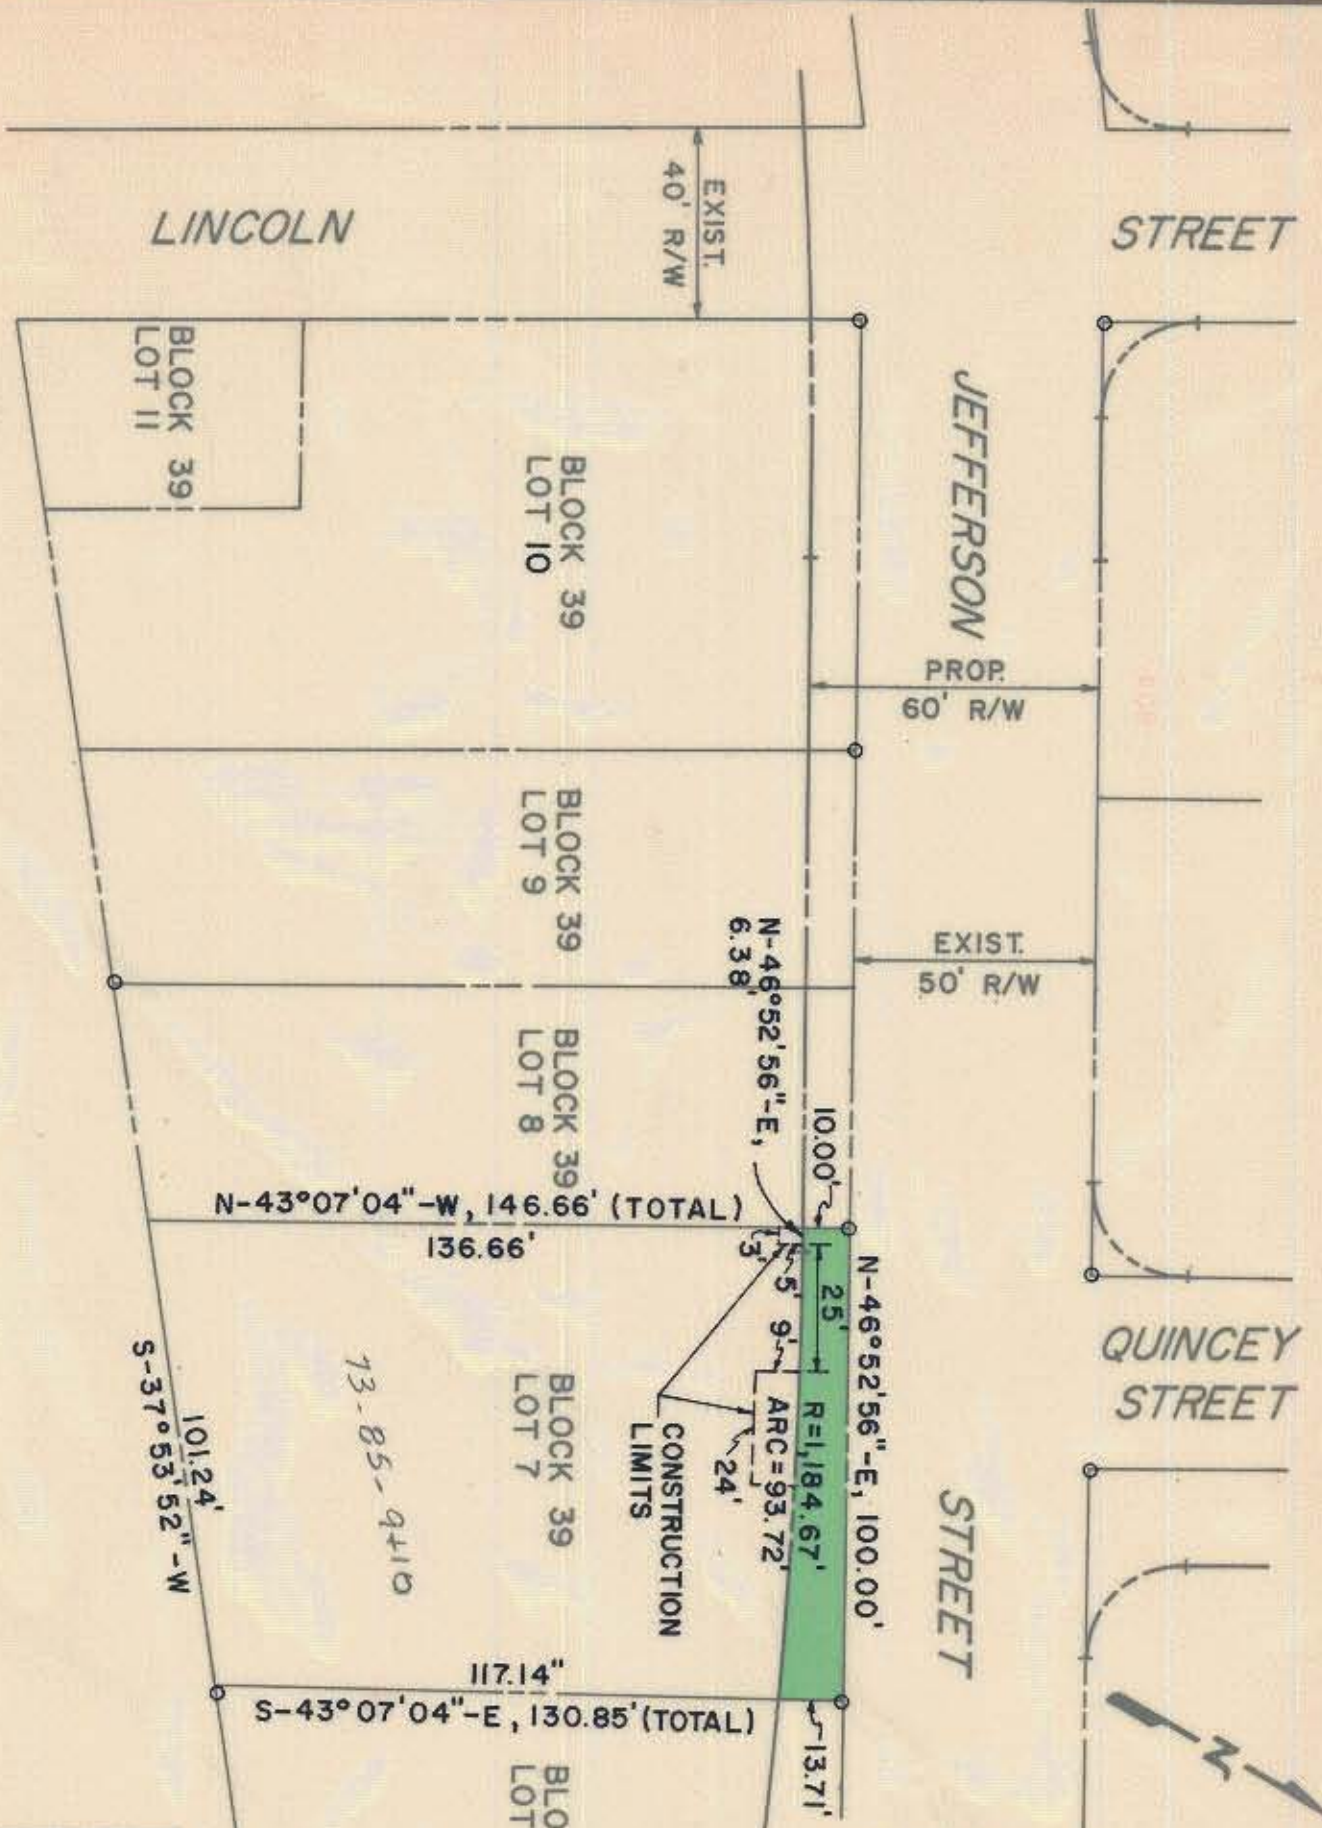 LINCOLN
STREET
EXIST.
40' R/W
BLOCK 39
LOT 11
BLOCK 39
LOT 10
JEFFERSON
PROP.
60' R/W
BLOCK 39
LOT 9
EXIST.
50' R/W
N-46°52'56"-E,
6.38'
BLOCK 39
LOT 8
10.00'
N-43°07'04"-W, 146.66' (TOTAL)
136.66'
3'
5'
25'
9'
N-46°52'56"-E, 100.00'
R=1,184.67'
ARC=93.72'
24'
CONSTRUCTION
LIMITS
QUINCEY
STREET
BLOCK 39
LOT 7
73-85-9+10
101.24'
S-37°53'52"-W
STREET
117.14"
S-43°07'04"-E, 130.85' (TOTAL)
13.71'
BLO
LOT
N